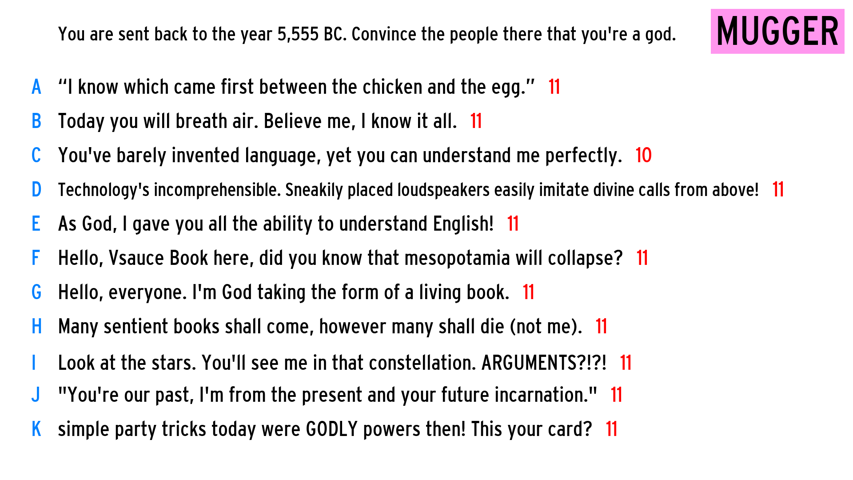 You are sent back to the year 5,555 BC. Convince the people there that you're a god.
MUGGER
A “I know which came first between the chicken and the egg.” 11
B Today you will breath air. Believe me, I know it all. 11
C You've barely invented language, yet you can understand me perfectly. 10
D Technology's incomprehensible. Sneakily placed loudspeakers easily imitate divine calls from above! 11
E As God, I gave you all the ability to understand English! 11
F Hello, Vsauce Book here, did you know that mesopotamia will collapse? 11
G Hello, everyone. I'm God taking the form of a living book. 11
H Many sentient books shall come, however many shall die (not me). 11
I Look at the stars. You'll see me in that constellation. ARGUMENTS?!?! 11
J "You're our past, I'm from the present and your future incarnation." 11
K simple party tricks today were GODLY powers then! This your card? 11